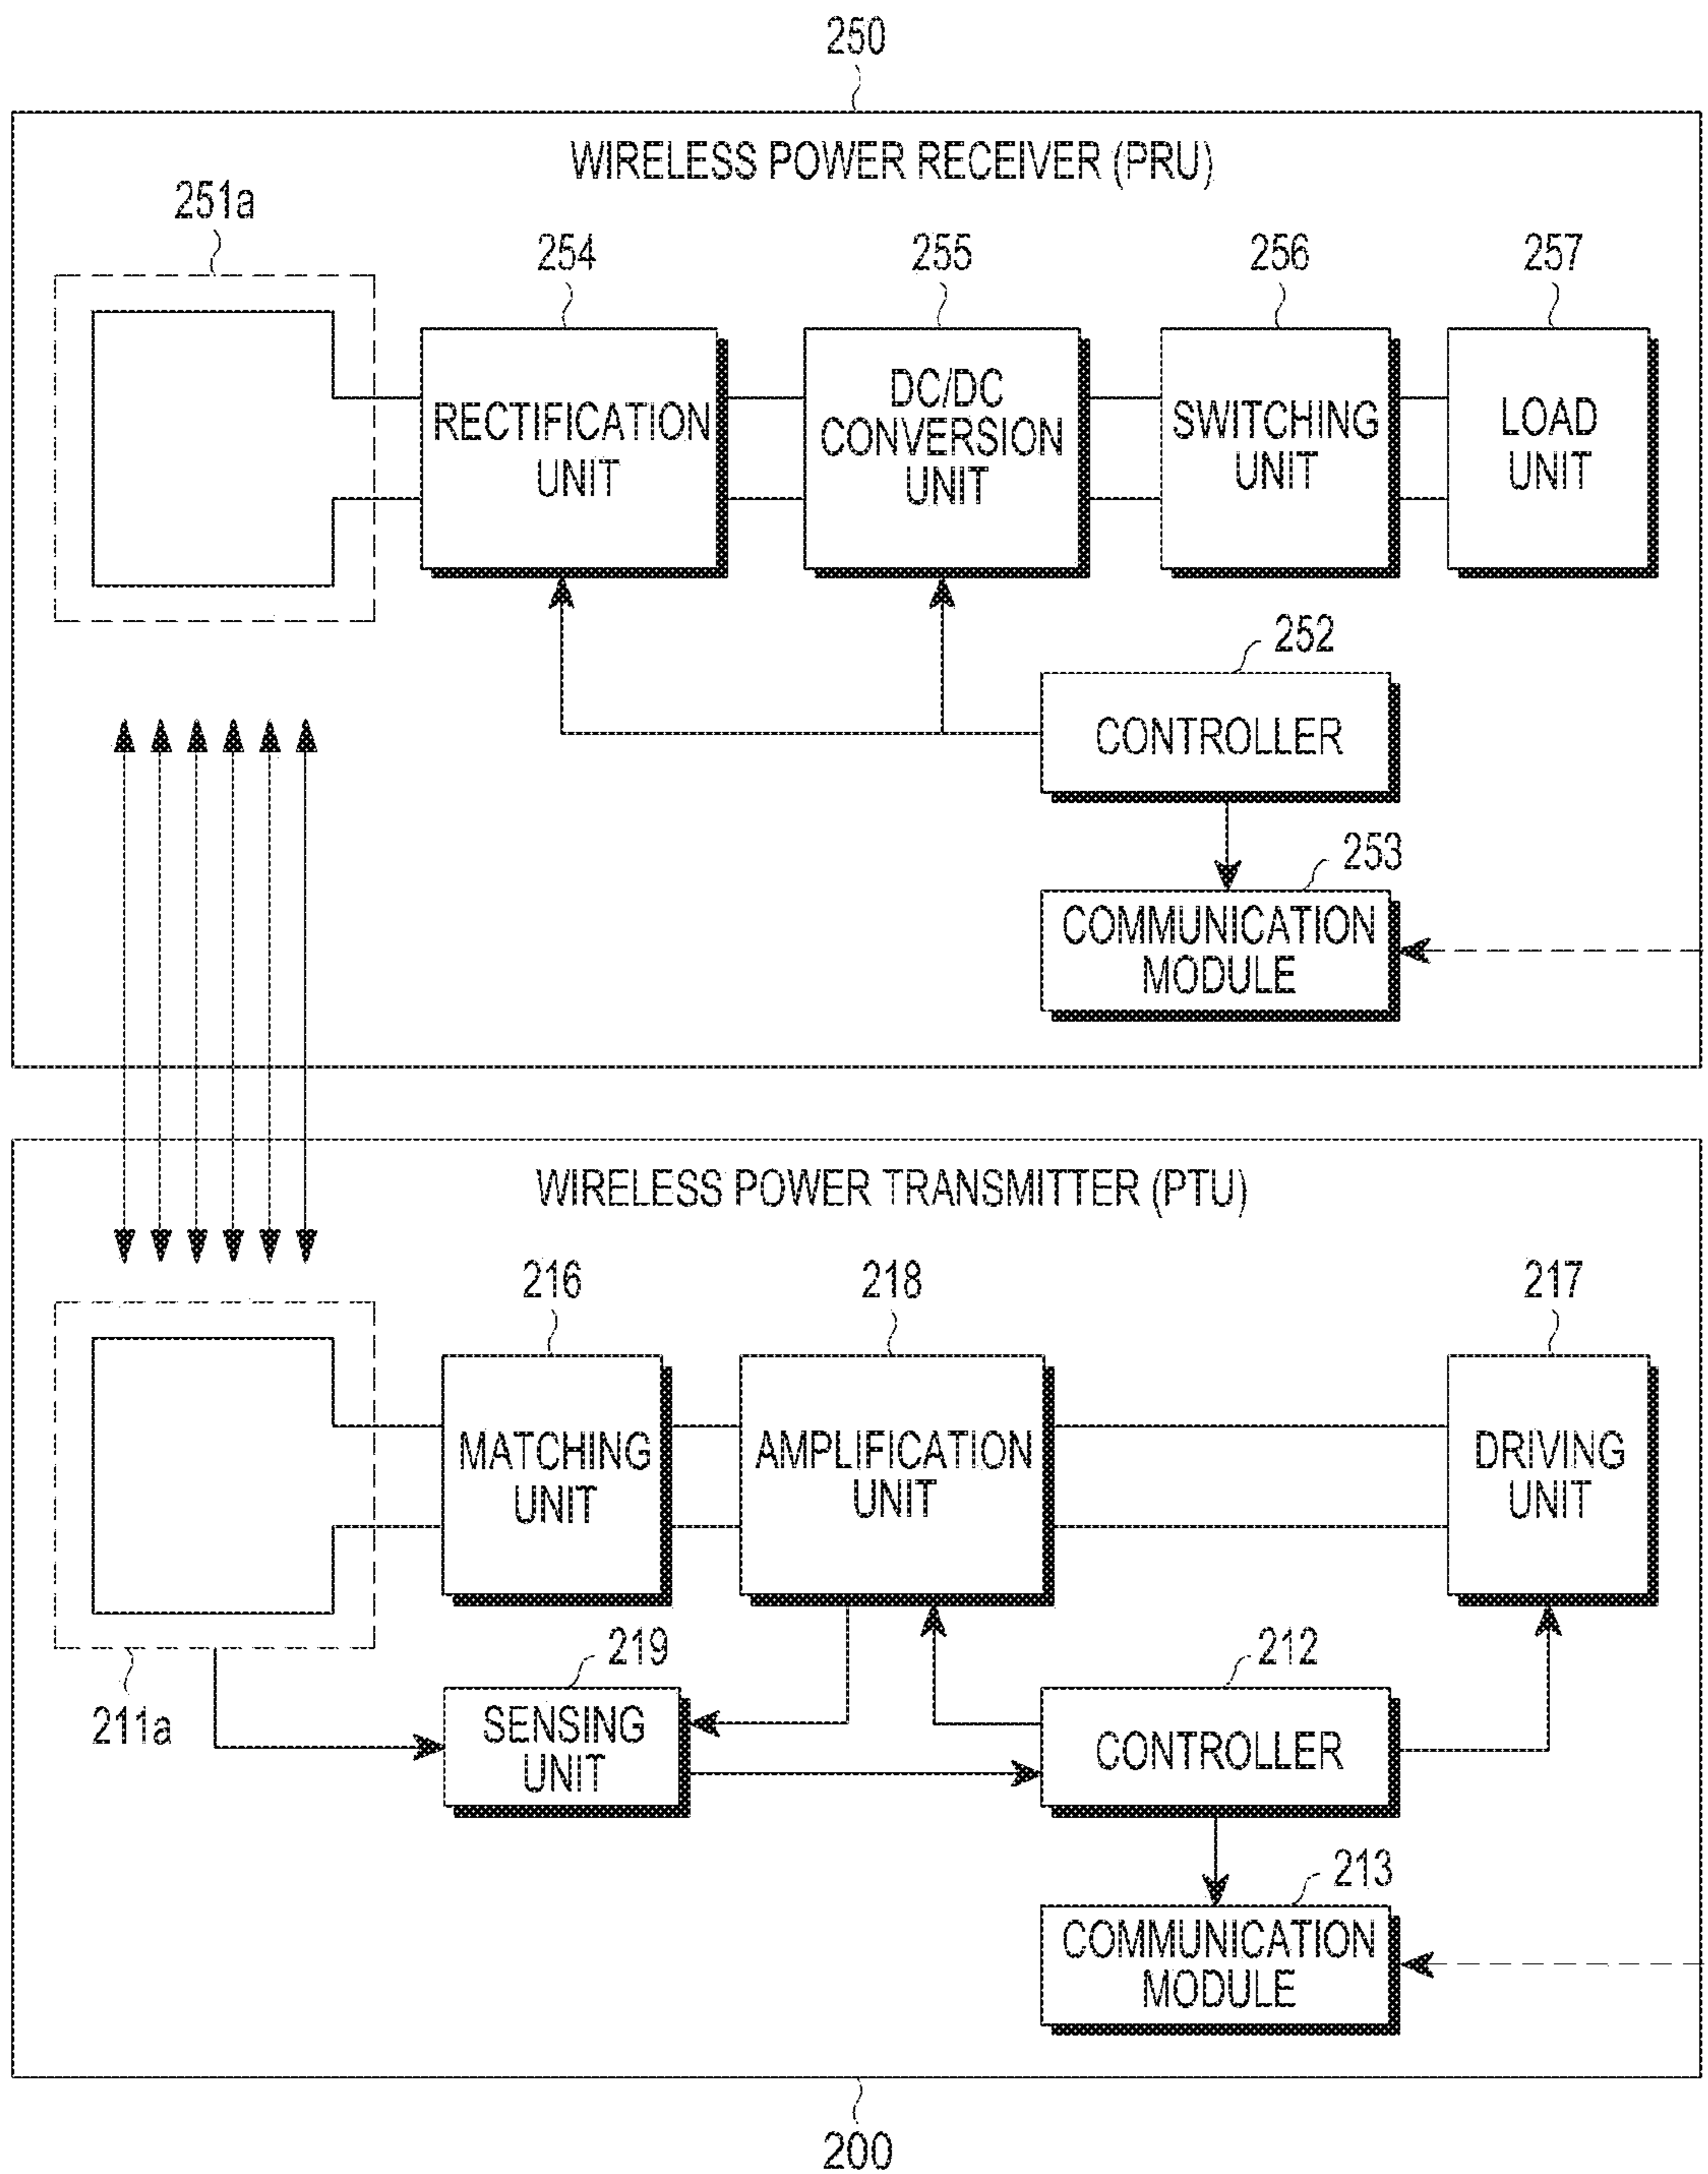 250
WIRELESS POWER RECEIVER (PRU)
251a
254
255
256
257
RECTIFICATION
UNIT
DC/DC
CONVERSION
UNIT
SWITCHING
UNIT
LOAD
UNIT
252
CONTROLLER
253
COMMUNICATION
MODULE
WIRELESS POWER TRANSMITTER (PTU)
216
218
217
MATCHING
UNIT
AMPLIFICATION
UNIT
DRIVING
UNIT
211a
219
SENSING
UNIT
212
CONTROLLER
213
COMMUNICATION
MODULE
200